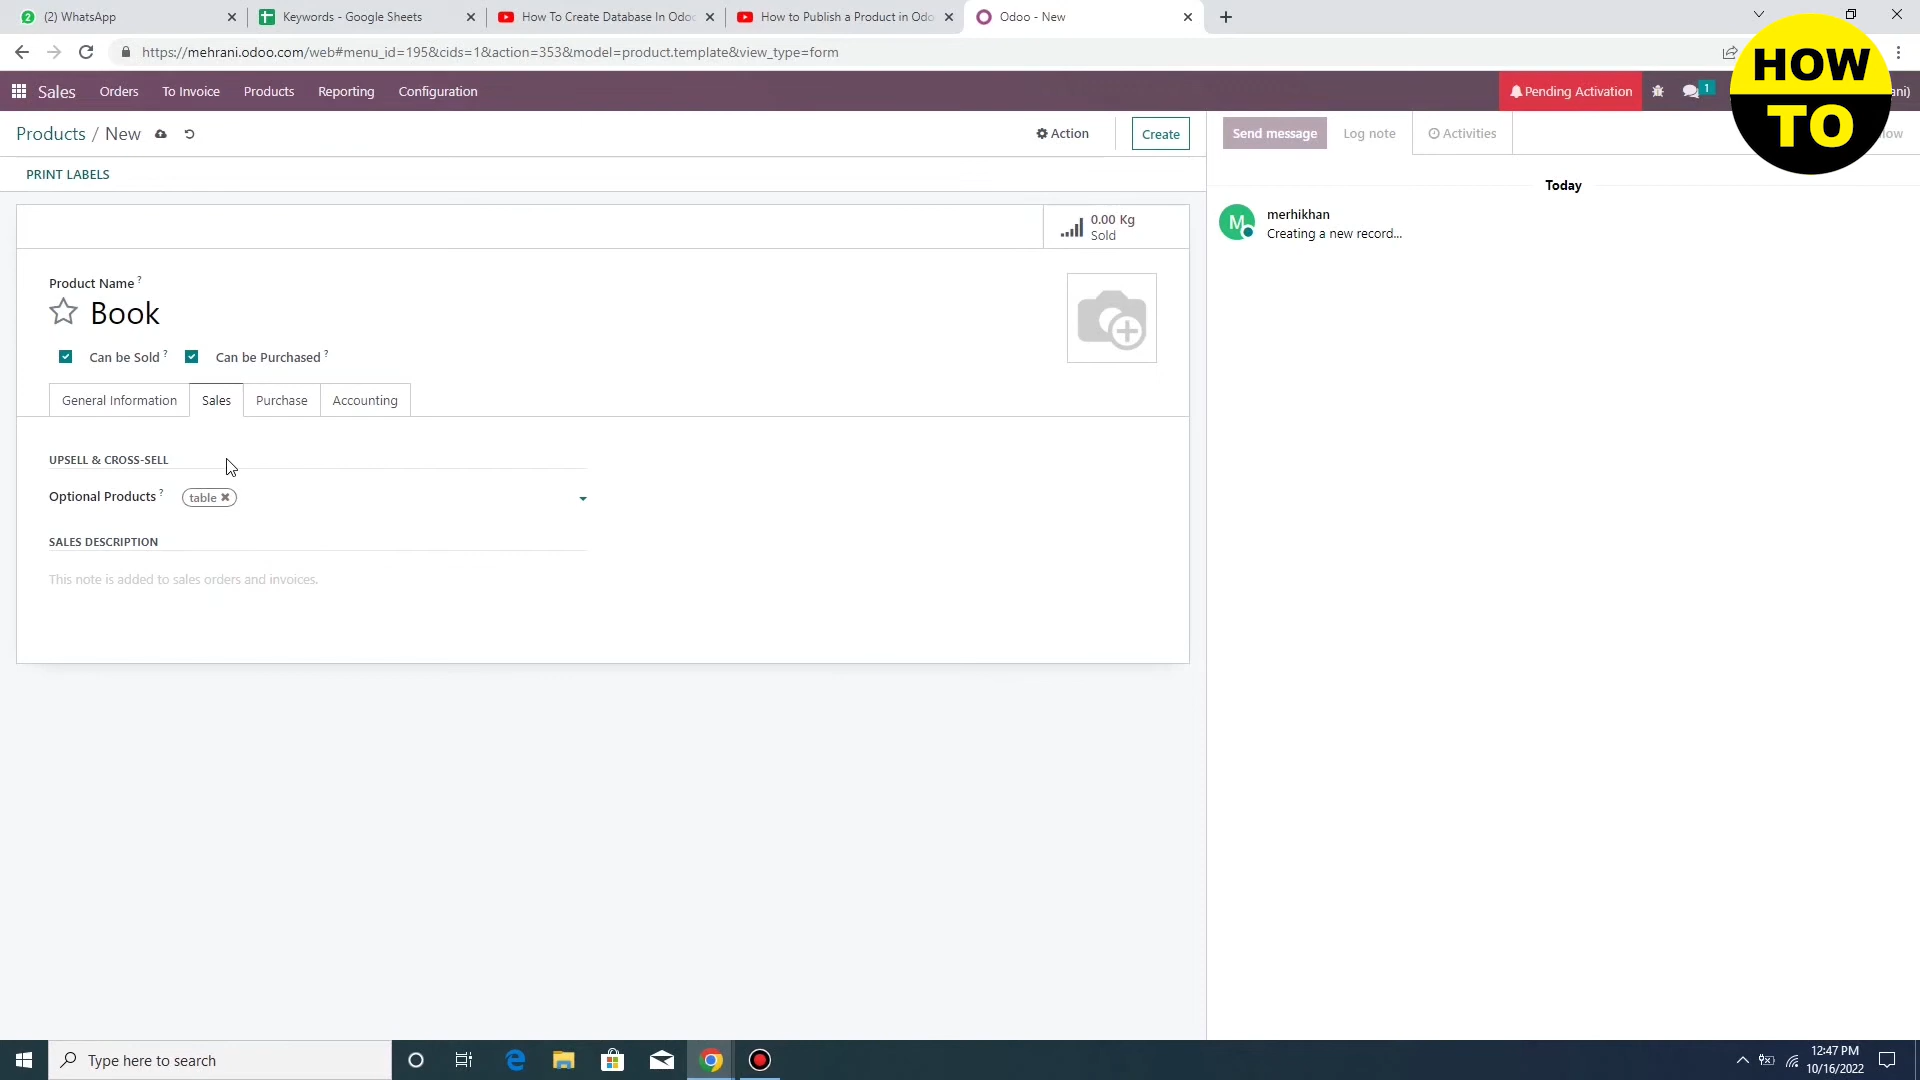 (2) WhatsApp
Keywords - Google Sheets
How To Create Database In Odoo
How to Publish a Product in Odo
Odoo - New
https://mehrani.odoo.com/web#menu_id=195&cids=1&action=353&model=product.template&view_type=form
Sales Orders To Invoice Products Reporting Configuration
Pending Activation
1
ani)
HOW
TO
Products / New
Action
Create
Send message
Log note
Activities
PRINT LABELS
Today
0.00 Kg
Sold
M
merhikhan
Creating a new record...
Product Name ?
Book
Can be Sold ? Can be Purchased ?
General Information Sales Purchase Accounting
UPSELL & CROSS-SELL
Optional Products ? table
SALES DESCRIPTION
This note is added to sales orders and invoices.
Type here to search
12:47 PM
10/16/2022